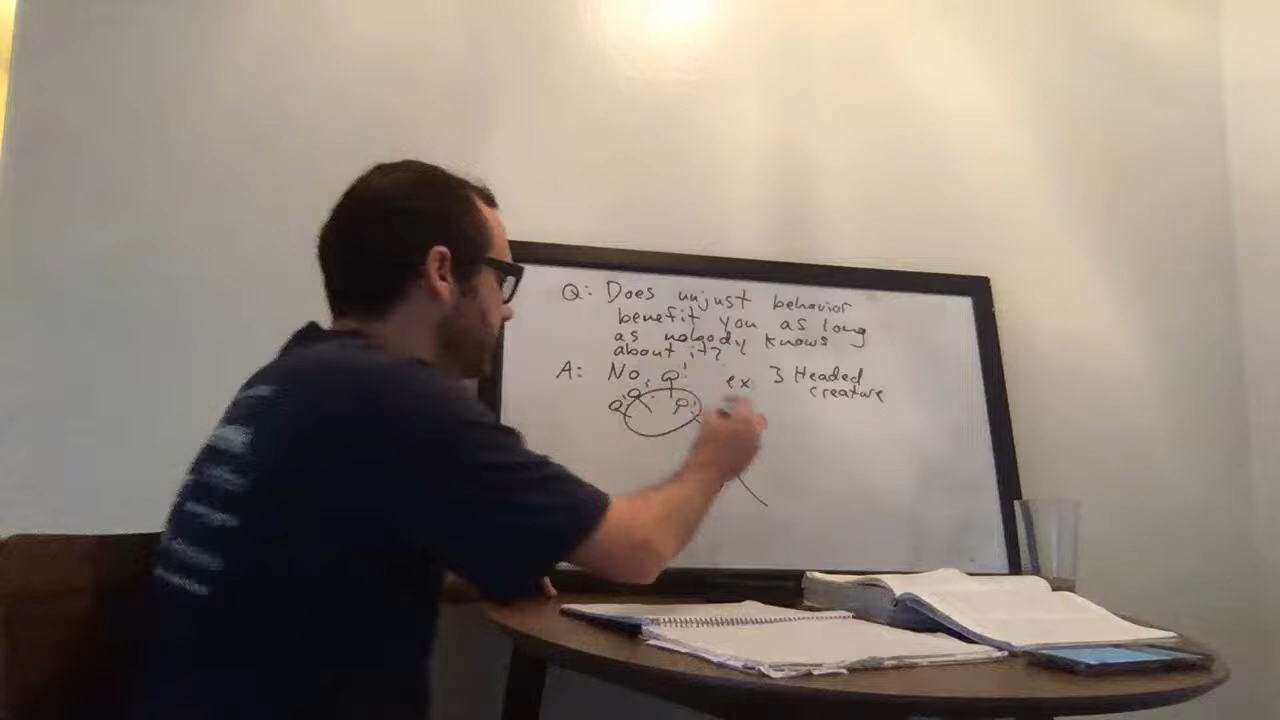 Q: Does unjust behavior
benefit you as long
as nobody knows
about it?
A: No. ex 3 Headed
creature